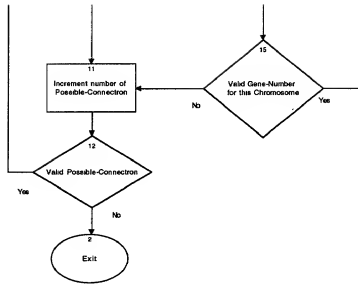 11
Increment number of
Possible-Connectron
15
Valid Gene-Number
for this Chromosome
No
Yes
12
Valid Possible-Connectron
Yes
No
2
Exit